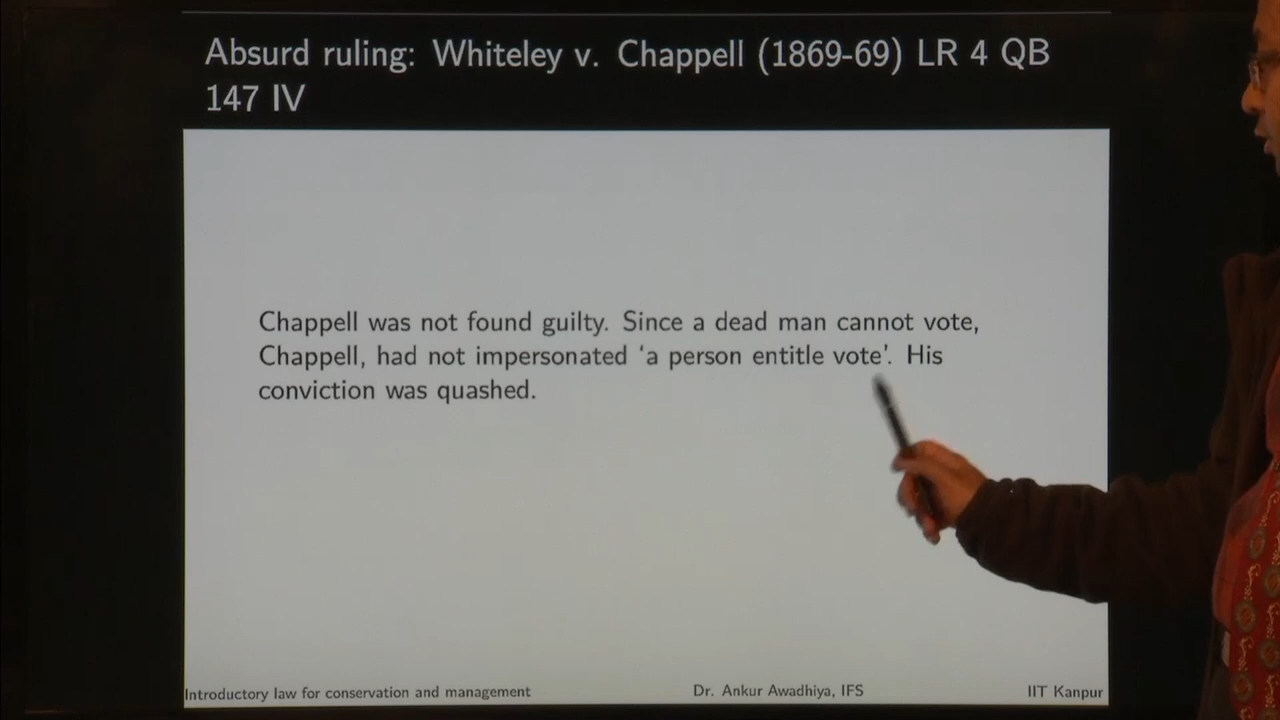 Absurd ruling: Whiteley v. Chappell (1869-69) LR 4 QB
147 IV
Chappell was not found guilty. Since a dead man cannot vote,
Chappell, had not impersonated ‘a person entitle vote’. His
conviction was quashed.
Introductory law for conservation and management Dr. Ankur Awadhiya, IFS IIT Kanpur